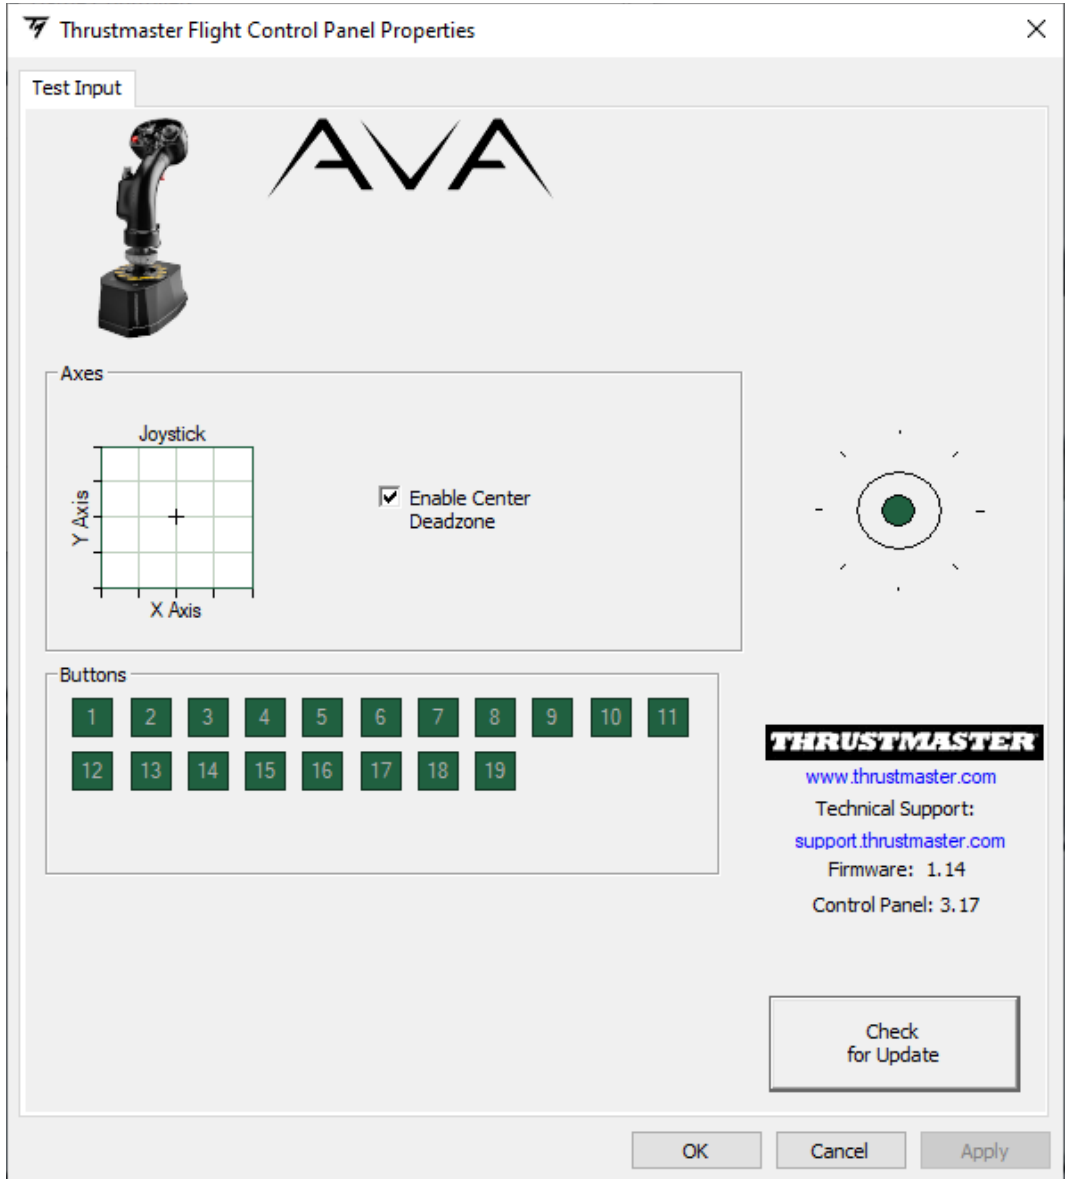 Thrustmaster Flight Control Panel Properties
Test Input
AVA
Axes
Joystick
Y Axis
X Axis
Enable Center
Deadzone
Buttons
1 2 3 4 5 6 7 8 9 10 11
12 13 14 15 16 17 18 19
THRUSTMASTER
www.thrustmaster.com
Technical Support:
support.thrustmaster.com
Firmware: 1.14
Control Panel: 3.17
Check
for Update
OK Cancel Apply